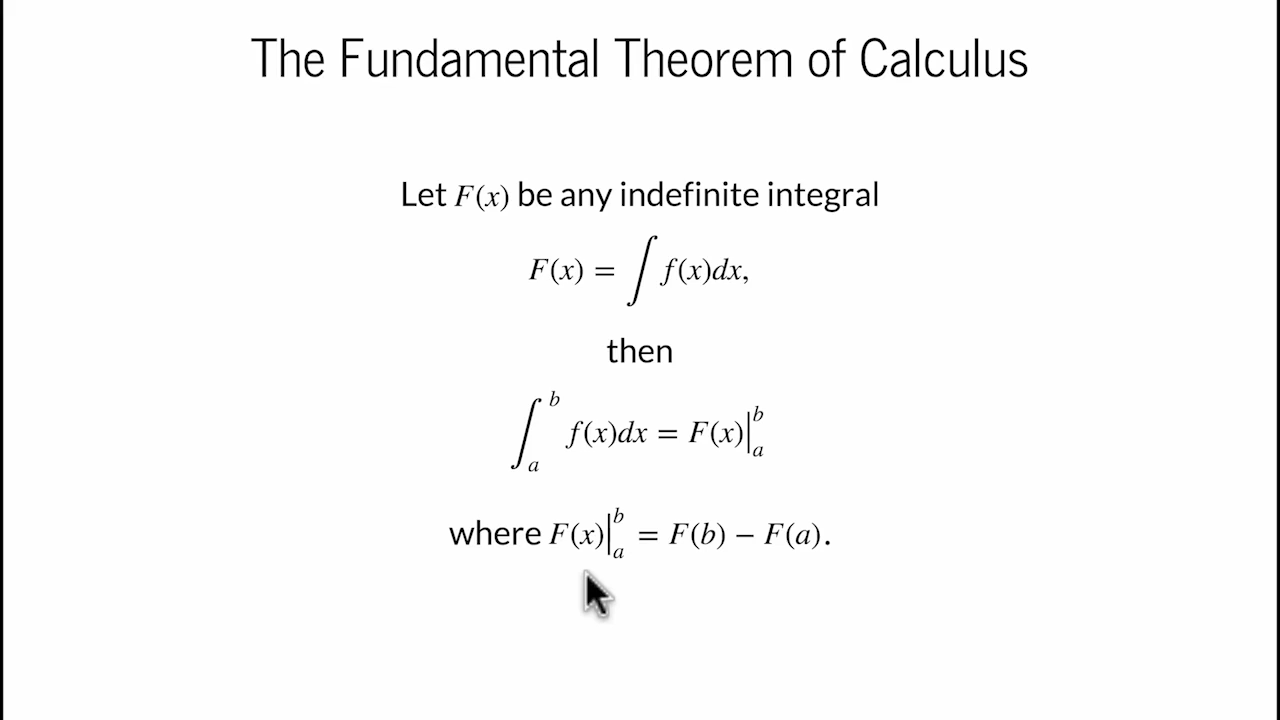 The Fundamental Theorem of Calculus
Let F(x) be any indefinite integral
F(x) = ∫ f(x)dx,
then
∫_a^b f(x)dx = F(x)|_a^b
where F(x)|_a^b = F(b) − F(a).